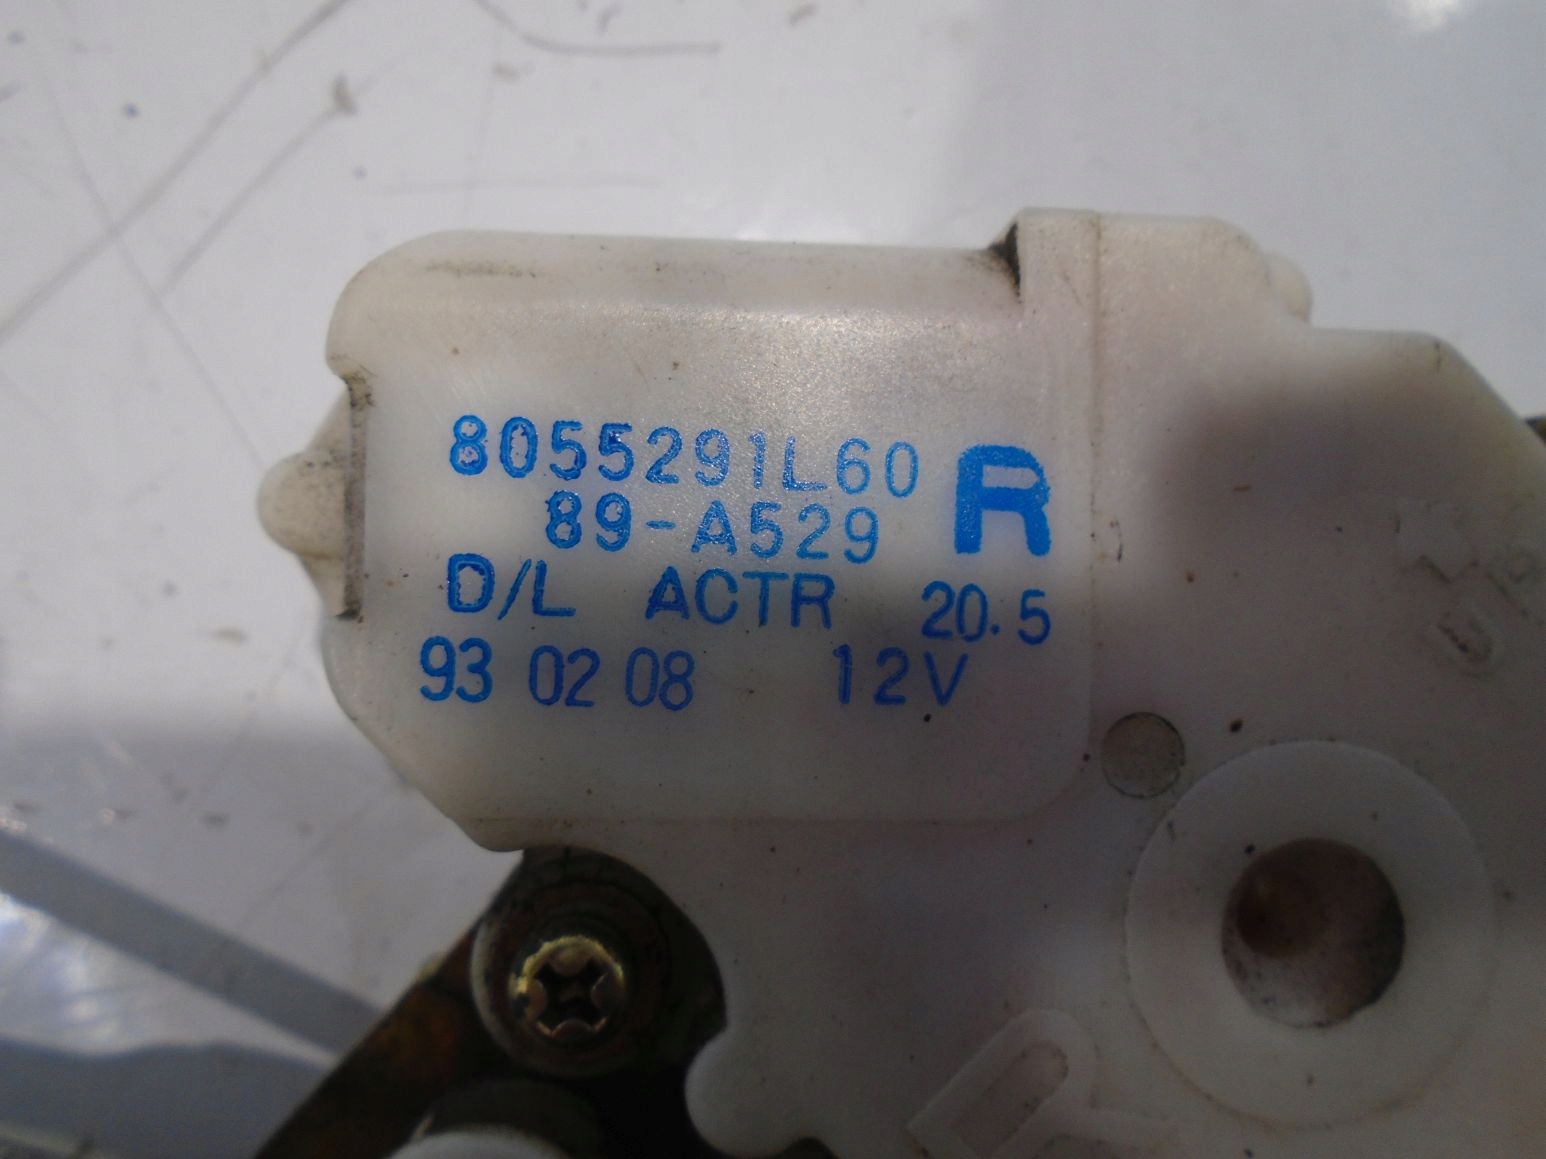 8055291L60
89-A529 R
D/L ACTR 20.5
93 02 08 12V